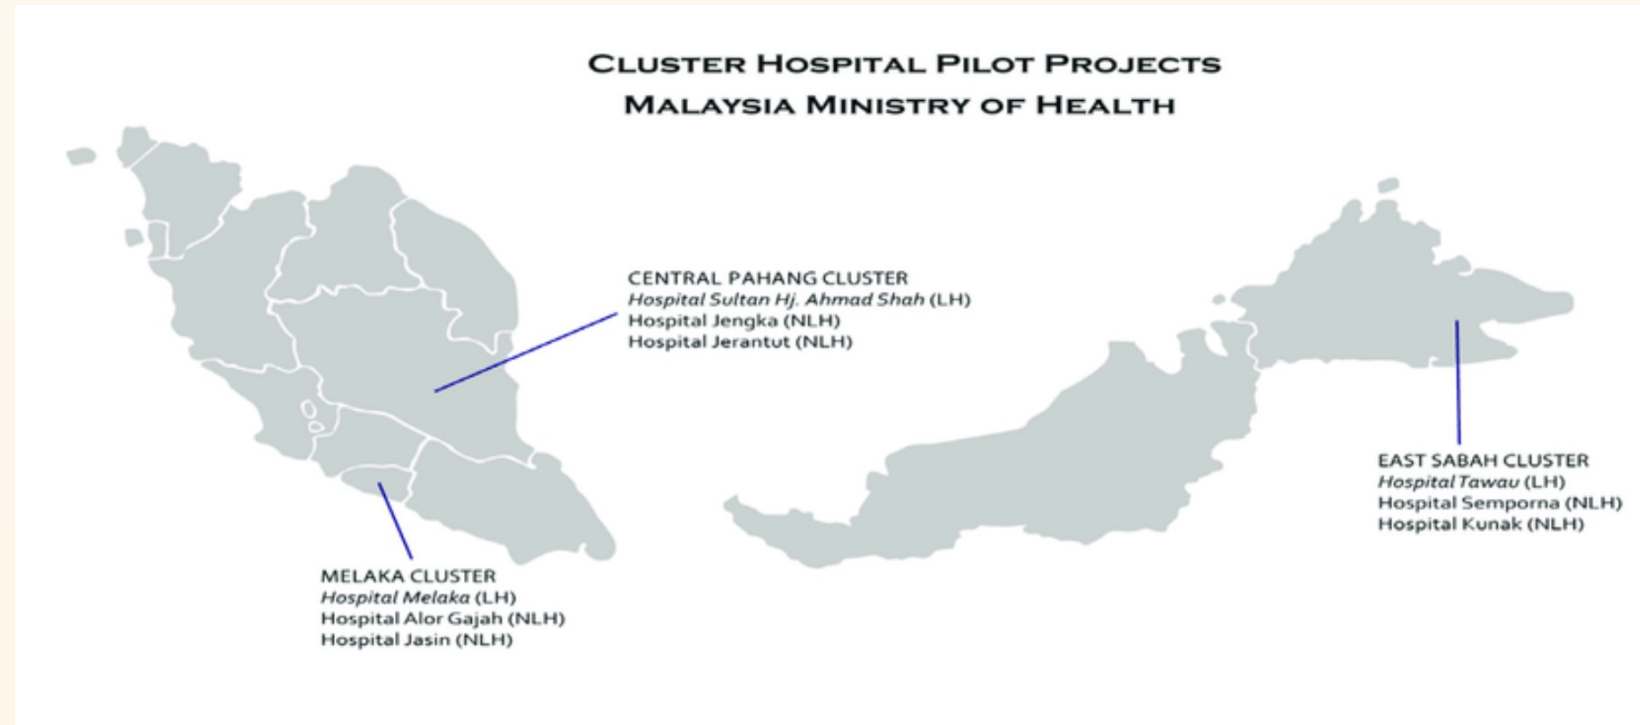 CLUSTER HOSPITAL PILOT PROJECTS
MALAYSIA MINISTRY OF HEALTH
CENTRAL PAHANG CLUSTER
Hospital Sultan Hj. Ahmad Shah (LH)
Hospital Jengka (NLH)
Hospital Jerantut (NLH)
EAST SABAH CLUSTER
Hospital Tawau (LH)
Hospital Semporna (NLH)
Hospital Kunak (NLH)
MELAKA CLUSTER
Hospital Melaka (LH)
Hospital Alor Gajah (NLH)
Hospital Jasin (NLH)